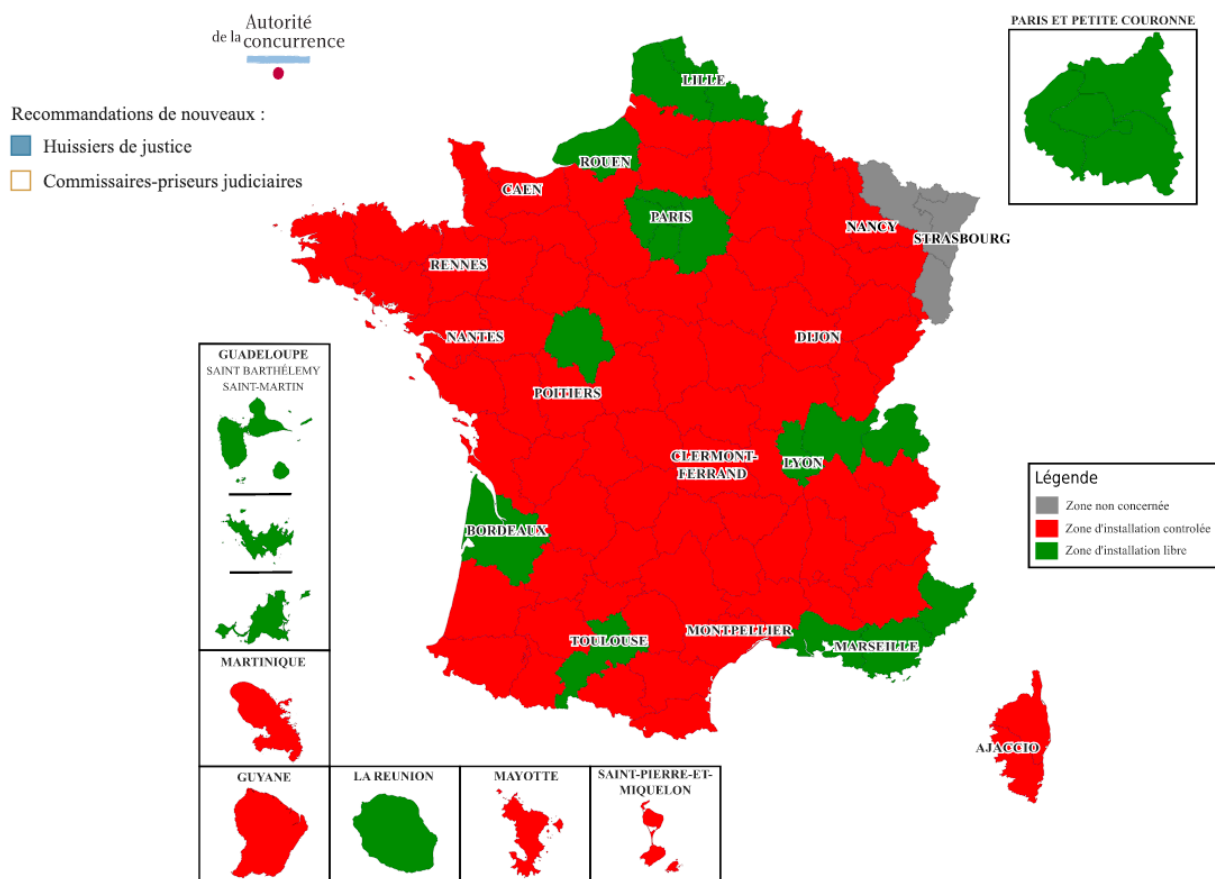 Autorité
de la concurrence
Recommandations de nouveaux :
Huissiers de justice
Commissaires-priseurs judiciaires
PARIS ET PETITE COURONNE
LILLE
ROUEN
CAEN
PARIS
NANCY
STRASBOURG
RENNES
NANTES
DIJON
POITIERS
CLERMONT-
FERRAND
LYON
BORDEAUX
TOULOUSE
MONTPELLIER
MARSEILLE
AJACCIO
GUADELOUPE
SAINT BARTHÉLEMY
SAINT-MARTIN
MARTINIQUE
GUYANE
LA REUNION
MAYOTTE
SAINT-PIERRE-ET-
MIQUELON
Légende
Zone non concernée
Zone d'installation controlée
Zone d'installation libre